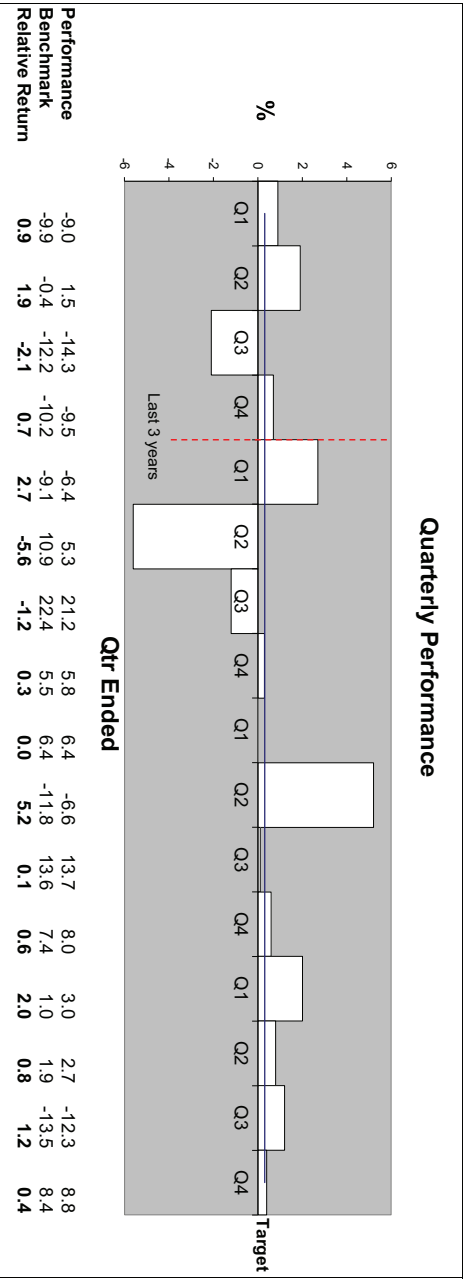 Quarterly Performance
%
6
4
2
0
-2
-4
-6
Q1 Q2 Q3 Q4 Q1 Q2 Q3 Q4 Q1 Q2 Q3 Q4 Q1 Q2 Q3 Q4
Target
Last 3 years
Qtr Ended
Performance -9.0 1.5 -14.3 -9.5 -6.4 5.3 21.2 5.8 6.4 -6.6 13.7 8.0 3.0 2.7 -12.3 8.8
Benchmark -9.9 -0.4 -12.2 -10.2 -9.1 10.9 22.4 5.5 6.4 -11.8 13.6 7.4 1.0 1.9 -13.5 8.4
Relative Return 0.9 1.9 -2.1 0.7 2.7 -5.6 -1.2 0.3 0.0 5.2 0.1 0.6 2.0 0.8 1.2 0.4